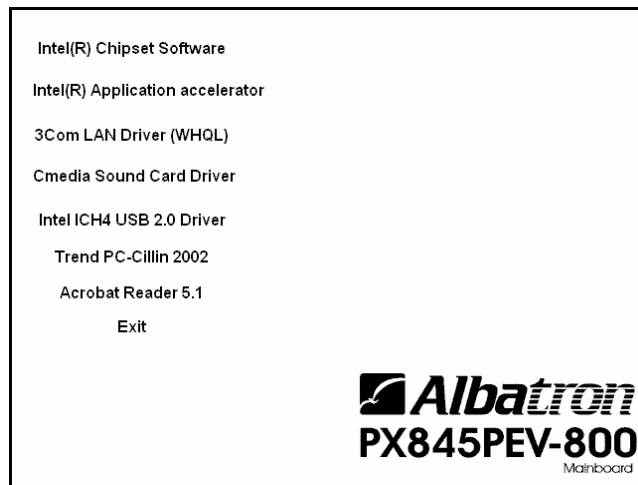 Intel(R) Chipset Software
Intel(R) Application accelerator
3Com LAN Driver (WHQL)
Cmedia Sound Card Driver
Intel ICH4 USB 2.0 Driver
Trend PC-Cillin 2002
Acrobat Reader 5.1
Exit
Albatron
PX845PEV-800
Mainboard